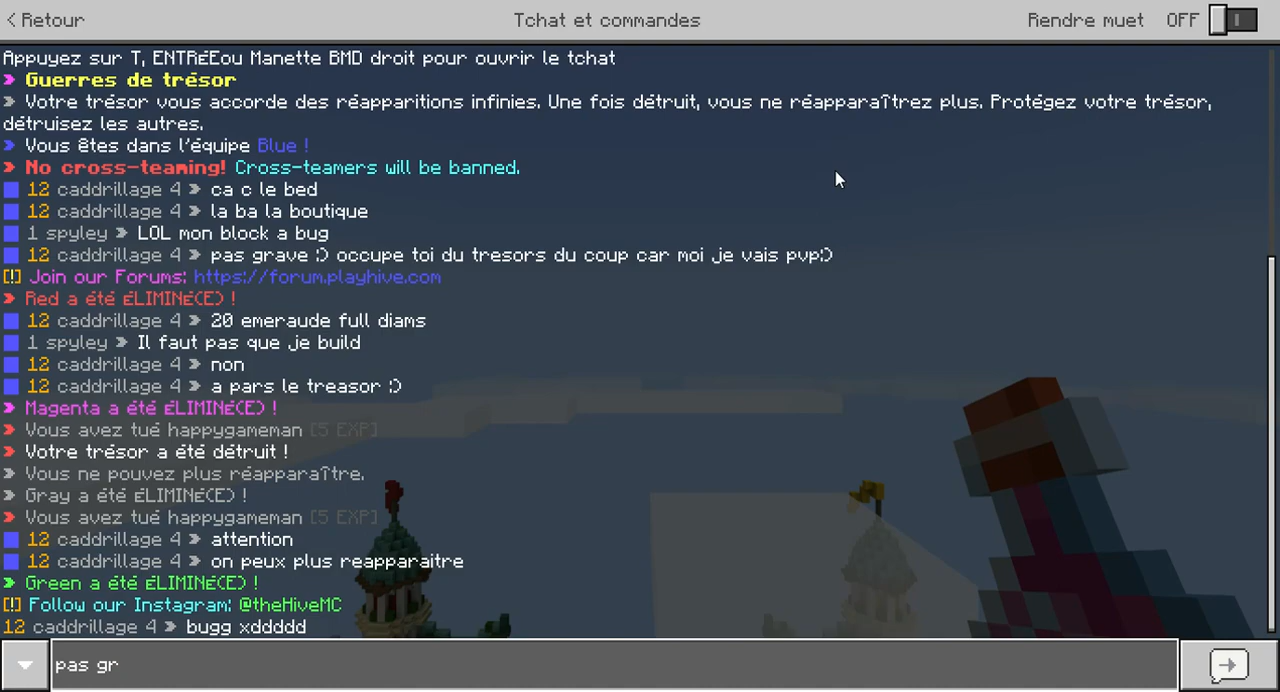 Retour
Tchat et commandes
Rendre muet OFF
Appuyez sur T, ENTRÉEou Manette BMD droit pour ouvrir le tchat
» Guerres de trésor
» Votre trésor vous accorde des réapparitions infinies. Une fois détruit, vous ne réapparaîtrez plus. Protégez votre trésor,
détruisez les autres.
» Vous êtes dans l'équipe Blue !
» No cross-teaming! Cross-teamers will be banned.
12 caddrillage 4 » ca c le bed
12 caddrillage 4 » la ba la boutique
1 spyley » LOL mon block a bug
12 caddrillage 4 » pas grave :) occupe toi du tresors du coup car moi je vais pvp:)
[!] Join our Forums: https://forum.playhive.com
» Red a été ÉLIMINÉ(E) !
12 caddrillage 4 » 20 emeraude full diams
1 spyley » Il faut pas que je build
12 caddrillage 4 » non
12 caddrillage 4 » a pars le treasor :)
» Magenta a été ÉLIMINÉ(E) !
» Vous avez tué happygameman [5 EXP]
» Votre trésor a été détruit !
» Vous ne pouvez plus réapparaître.
» Gray a été ÉLIMINÉ(E) !
» Vous avez tué happygameman [5 EXP]
12 caddrillage 4 » attention
12 caddrillage 4 » on peux plus reapparaitre
» Green a été ÉLIMINÉ(E) !
[!] Follow our Instagram: @theHiveMC
12 caddrillage 4 » bugg xddddd
pas gr